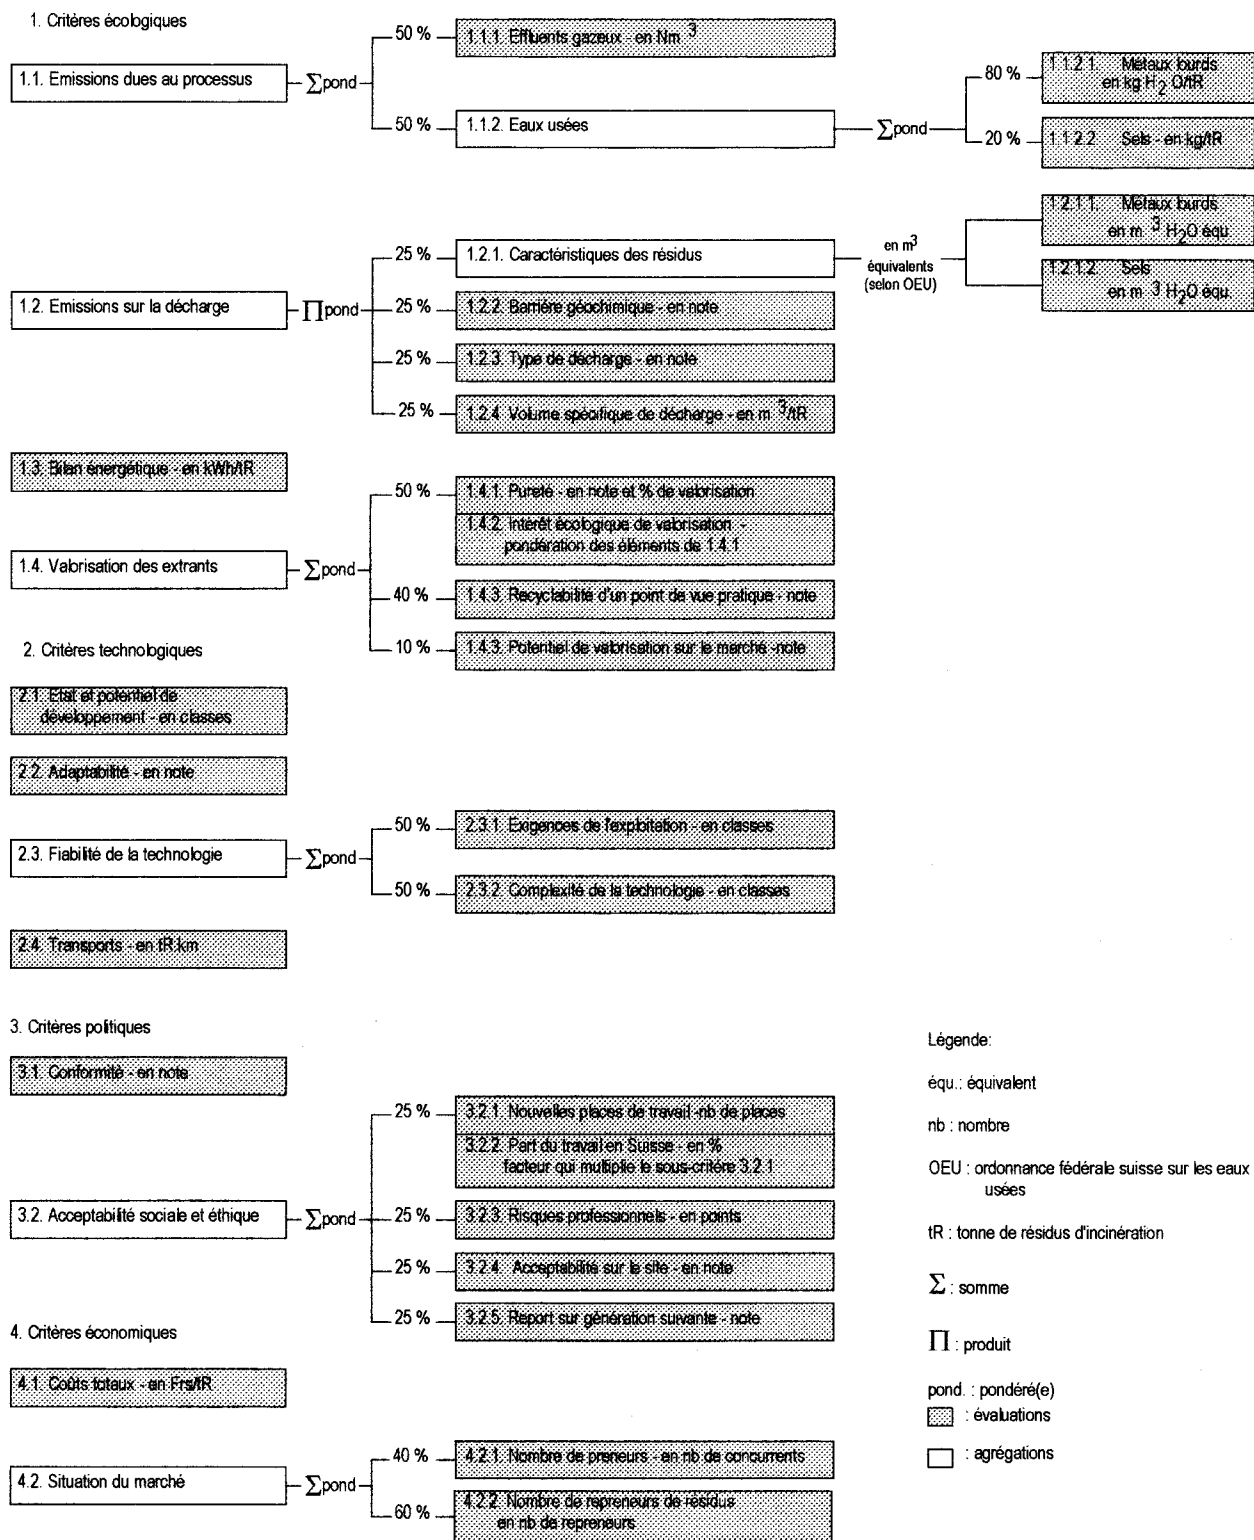 1. Critères écologiques
50 %
1.1.1. Effluents gazeux - en Nm 3
1.1. Emissions dues au processus
Σpond
50 %
1.1.2. Eaux usées
Σpond
80 %
1.1.2.1. Métaux lourds
en kg H2 O/tR
20 %
1.1.2.2 Sels - en kg/tR
25 %
1.2.1. Caractéristiques des résidus
en m3
équivalents
(selon OEU)
1.2.1.1. Métaux lourds
en m 3 H2O équ.
1.2.1.2. Sels
en m 3 H2O équ.
1.2. Emissions sur la décharge
Πpond
25 %
1.2.2. Barrière géochimique - en note
25 %
1.2.3. Type de décharge - en note
25 %
1.2.4. Volume spécifique de décharge - en m 3/tR
1.3. Bilan énergétique - en kWh/tR
50 %
1.4.1. Pureté - en note et % de valorisation
1.4.2. Intérêt écologique de valorisation -
pondération des éléments de 1.4.1
1.4. Valorisation des extrants
Σpond
40 %
1.4.3. Recyclabilité d'un point de vue pratique - note
10 %
1.4.3. Potentiel de valorisation sur le marché -note
2. Critères technologiques
2.1. Etat et potentiel de
développement - en classes
2.2. Adaptabilité - en note
50 %
2.3.1. Exigences de l'exploitation - en classes
2.3. Fiabilité de la technologie
Σpond
50 %
2.3.2. Complexité de la technologie - en classes
2.4. Transports - en tR.km
3. Critères politiques
3.1. Conformité - en note
25 %
3.2.1 Nouvelles places de travail -nb de places
3.2.2. Part du travail en Suisse - en %
facteur qui multiplie le sous-critère 3.2.1
3.2. Acceptabilité sociale et éthique
Σpond
25 %
3.2.3. Risques professionnels - en points
25 %
3.2.4. Acceptabilité sur le site - en note
25 %
3.2.5. Report sur génération suivante - note
4. Critères économiques
4.1. Coûts totaux - en Frs/tR
40 %
4.2.1. Nombre de preneurs - en nb de concurrents
4.2. Situation du marché
Σpond
60 %
4.2.2. Nombre de repreneurs de résidus
en nb de repreneurs
Légende:
équ.: équivalent
nb : nombre
OEU : ordonnance fédérale suisse sur les eaux
usées
tR : tonne de résidus d'incinération
Σ : somme
Π : produit
pond. : pondéré(e)
: évaluations
: agrégations